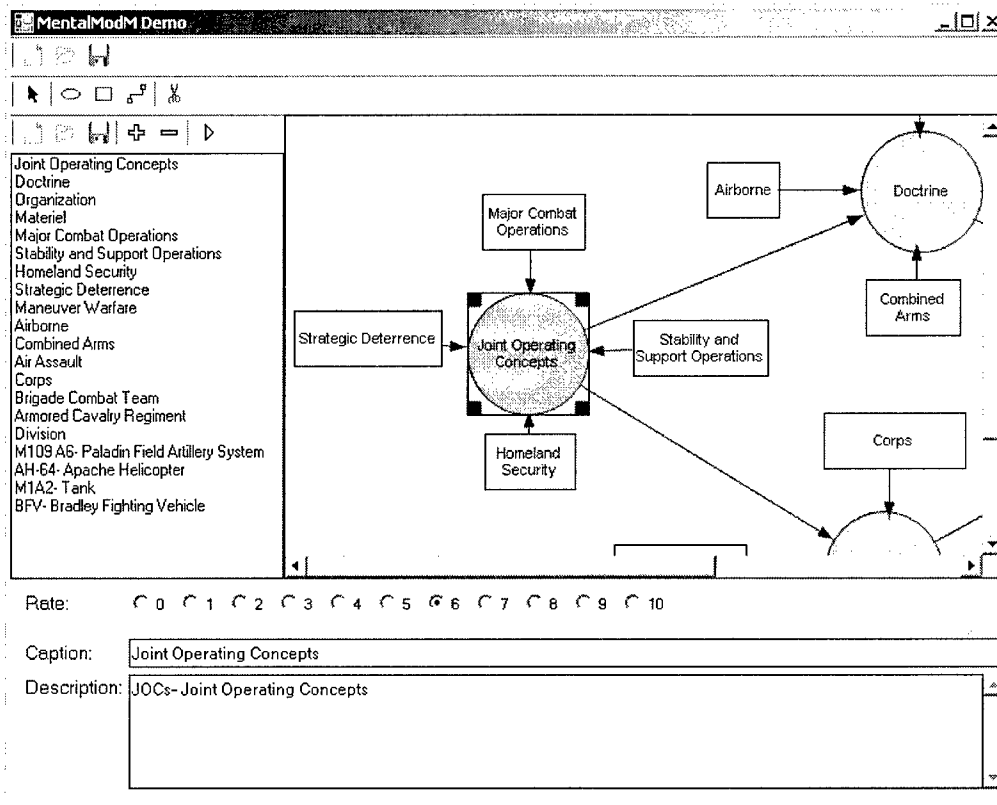 MentalModM Demo
Joint Operating Concepts
Doctrine
Organization
Materiel
Major Combat Operations
Stability and Support Operations
Homeland Security
Strategic Deterrence
Maneuver Warfare
Airborne
Combined Arms
Air Assault
Corps
Brigade Combat Team
Armored Cavalry Regiment
Division
M109 A6- Paladin Field Artillery System
AH-64- Apache Helicopter
M1A2- Tank
BFV- Bradley Fighting Vehicle
Airborne
Doctrine
Major Combat
Operations
Combined
Arms
Strategic Deterrence
Joint Operating
Concepts
Stability and
Support Operations
Homeland
Security
Corps
Rate: 0 1 2 3 4 5 6 7 8 9 10
Caption: Joint Operating Concepts
Description: JOCs- Joint Operating Concepts